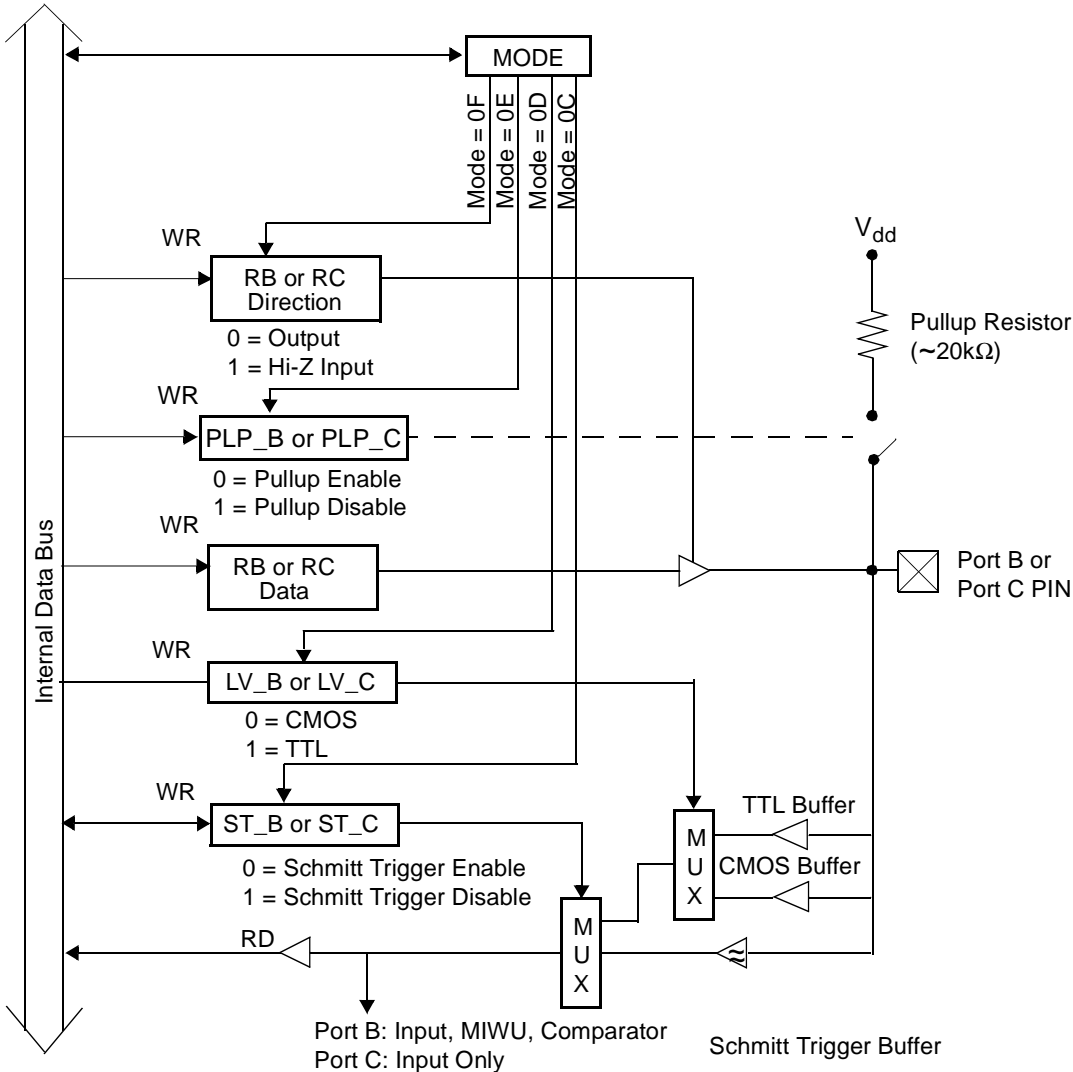 MODE
Mode = 0F
Mode = 0E
Mode = 0D
Mode = 0C
WR
RB or RC
Direction
0 = Output
1 = Hi-Z Input
Vdd
Pullup Resistor
(~20kΩ)
WR
PLP_B or PLP_C
0 = Pullup Enable
1 = Pullup Disable
Internal Data Bus
WR
RB or RC
Data
Port B or
Port C PIN
WR
LV_B or LV_C
0 = CMOS
1 = TTL
WR
ST_B or ST_C
0 = Schmitt Trigger Enable
1 = Schmitt Trigger Disable
TTL Buffer
M
U
X
CMOS Buffer
RD
M
U
X
≈
Port B: Input, MIWU, Comparator
Port C: Input Only
Schmitt Trigger Buffer